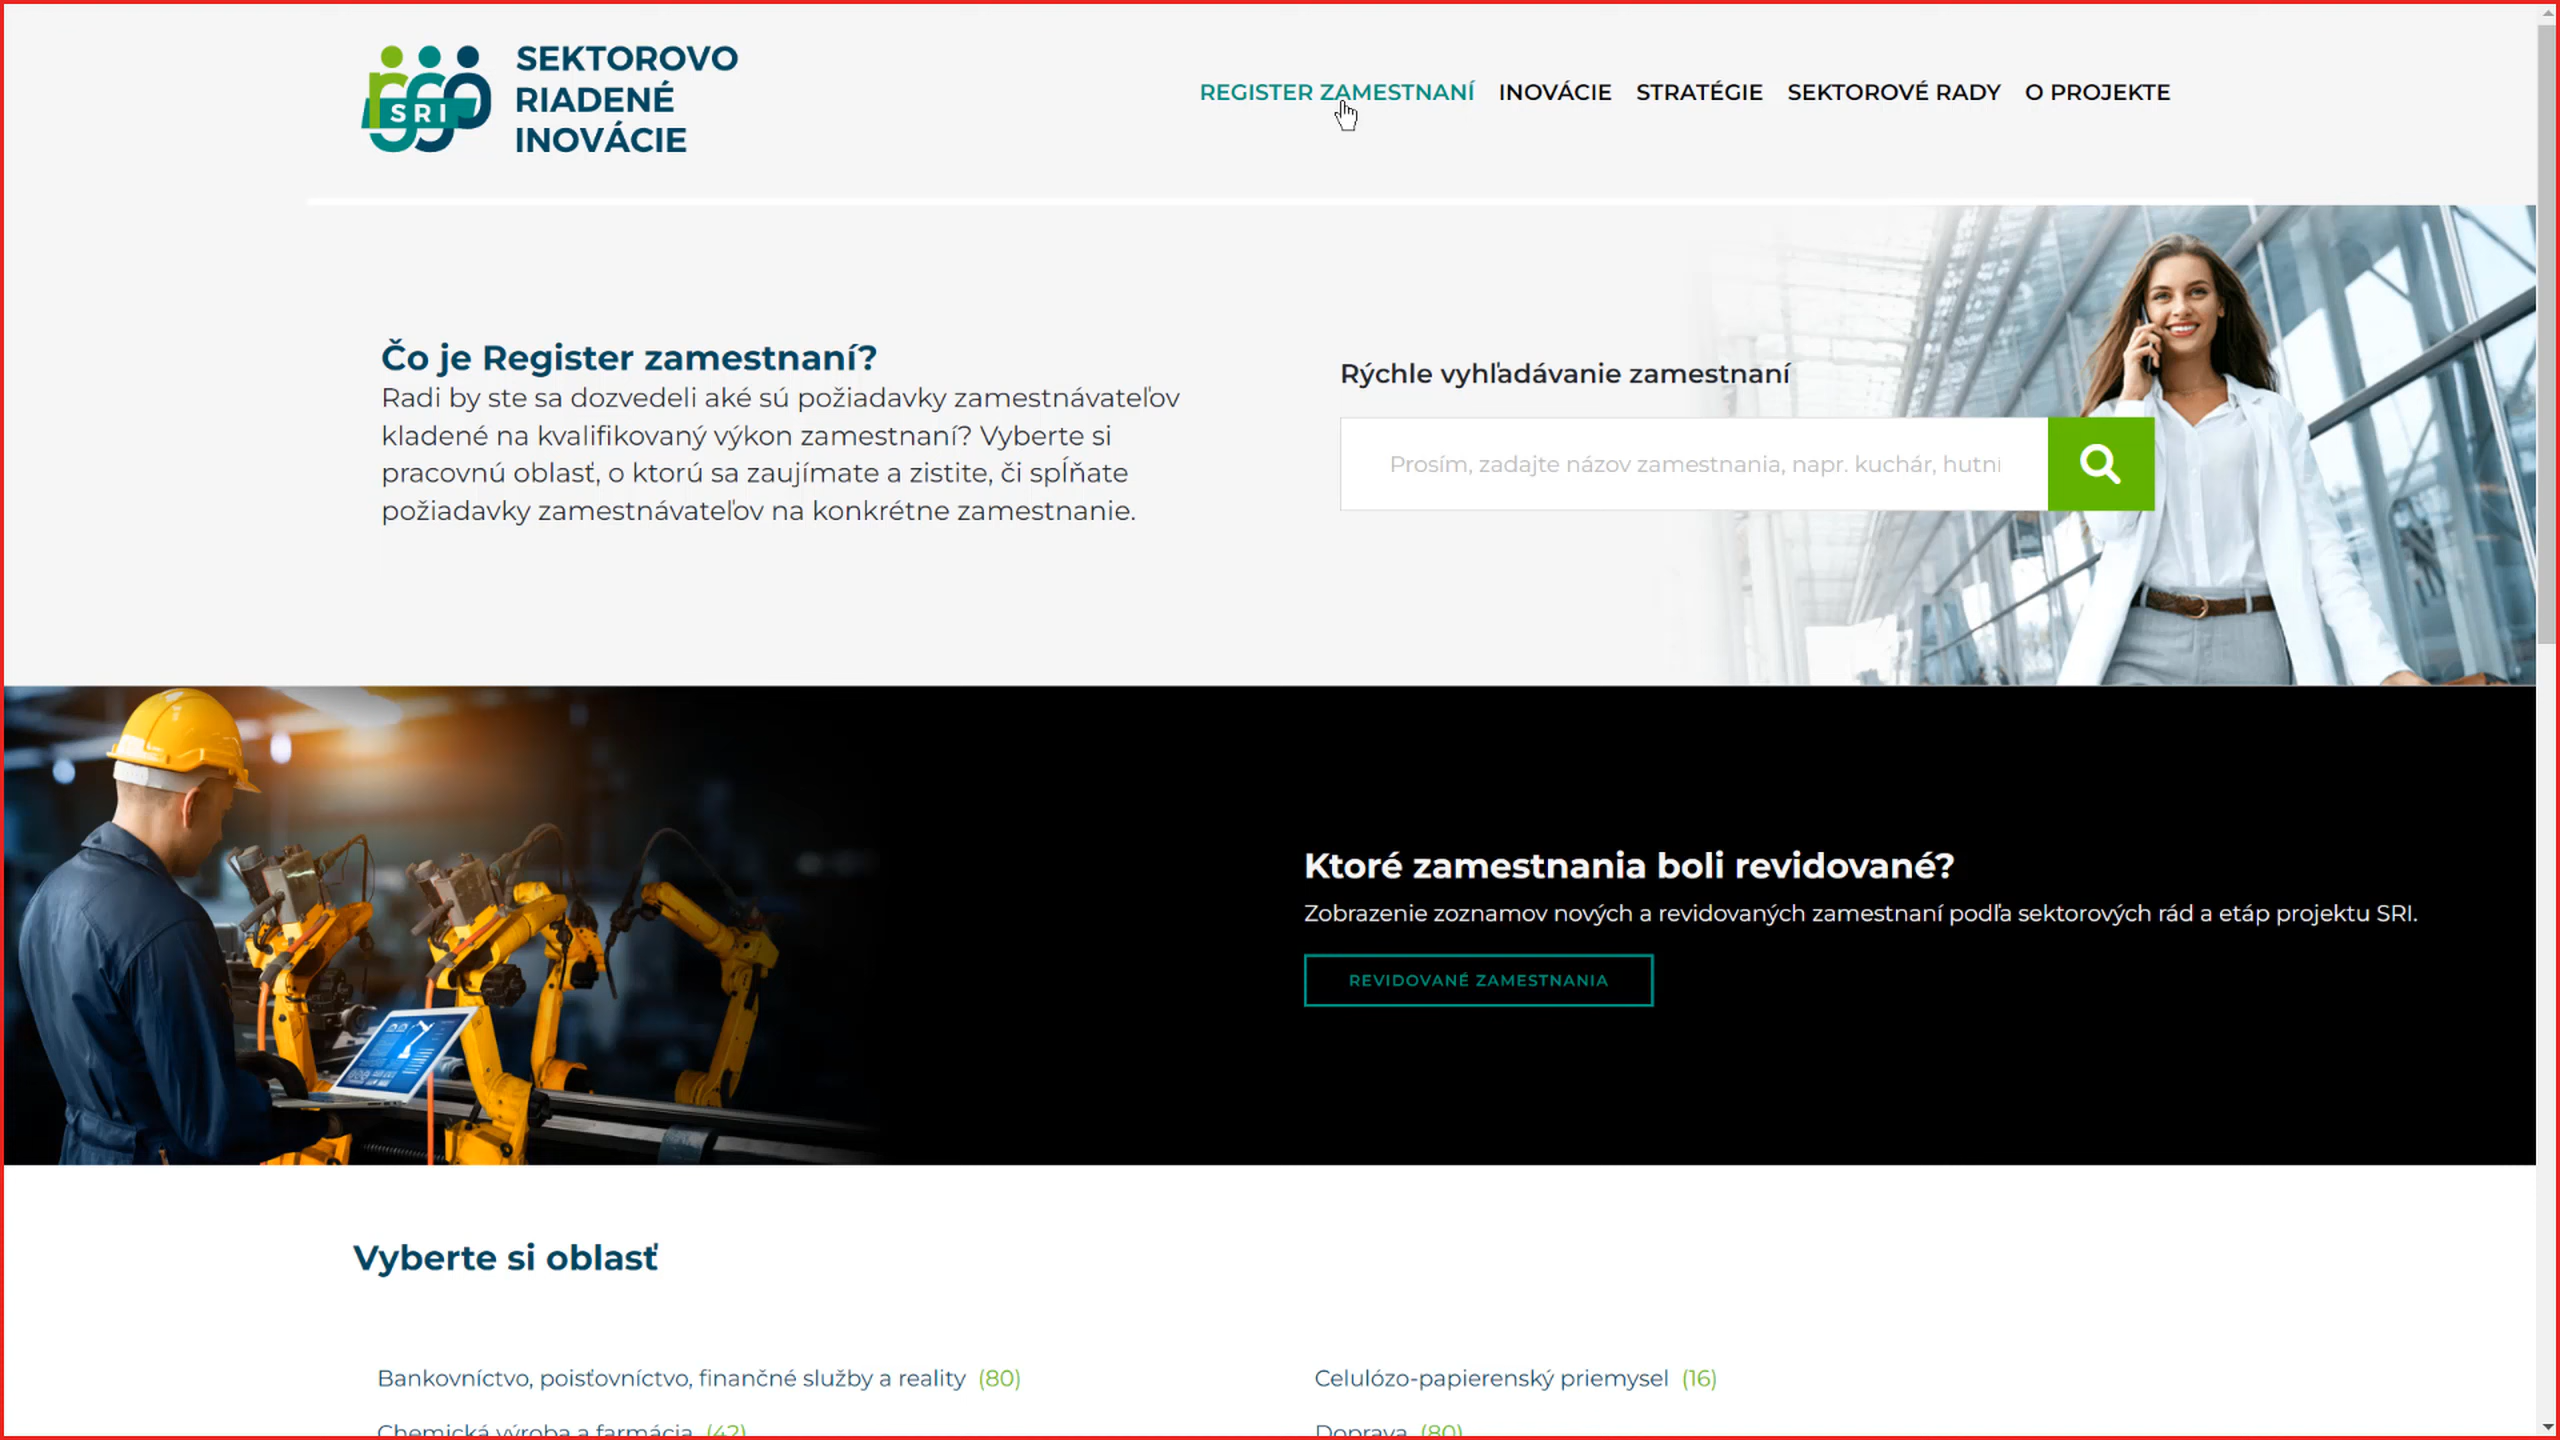 SRI
SEKTOROVO
RIADENÉ
INOVÁCIE
REGISTER ZAMESTNANÍ INOVÁCIE STRATÉGIE SEKTOROVÉ RADY O PROJEKTE
Čo je Register zamestnaní?
Radi by ste sa dozvedeli aké sú požiadavky zamestnávateľov
kladené na kvalifikovaný výkon zamestnaní? Vyberte si
pracovnú oblasť, o ktorú sa zaujímate a zistite, či spĺňate
požiadavky zamestnávateľov na konkrétne zamestnanie.
Rýchle vyhľadávanie zamestnaní
Prosím, zadajte názov zamestnania, napr. kuchár, hutni
Ktoré zamestnania boli revidované?
Zobrazenie zoznamov nových a revidovaných zamestnaní podľa sektorových rád a etáp projektu SRI.
REVIDOVANÉ ZAMESTNANIA
Vyberte si oblasť
Bankovníctvo, poisťovníctvo, finančné služby a reality (80)
Celulózo-papierenský priemysel (16)
Chemická výroba a farmácia (42)
Doprava (80)